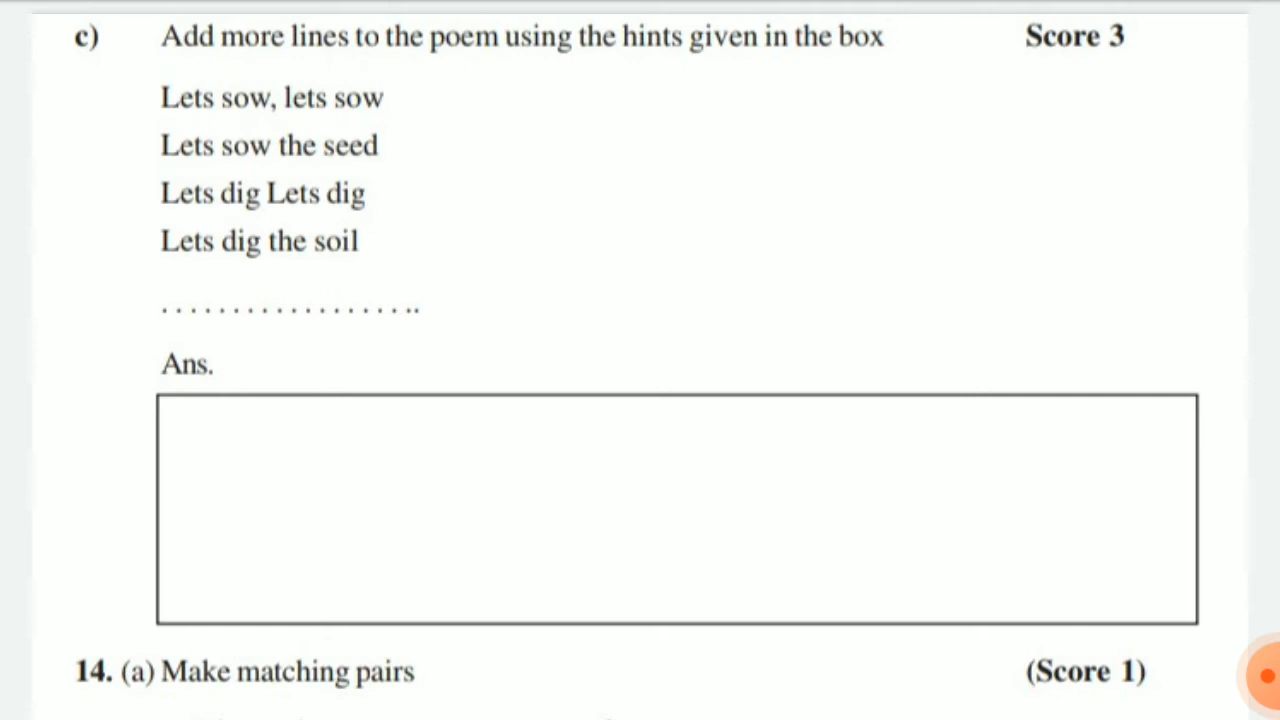 c) Add more lines to the poem using the hints given in the box Score 3
Lets sow, lets sow
Lets sow the seed
Lets dig Lets dig
Lets dig the soil
. . . . . . . . . . . . . . . . . ..
Ans.
14. (a) Make matching pairs (Score 1)